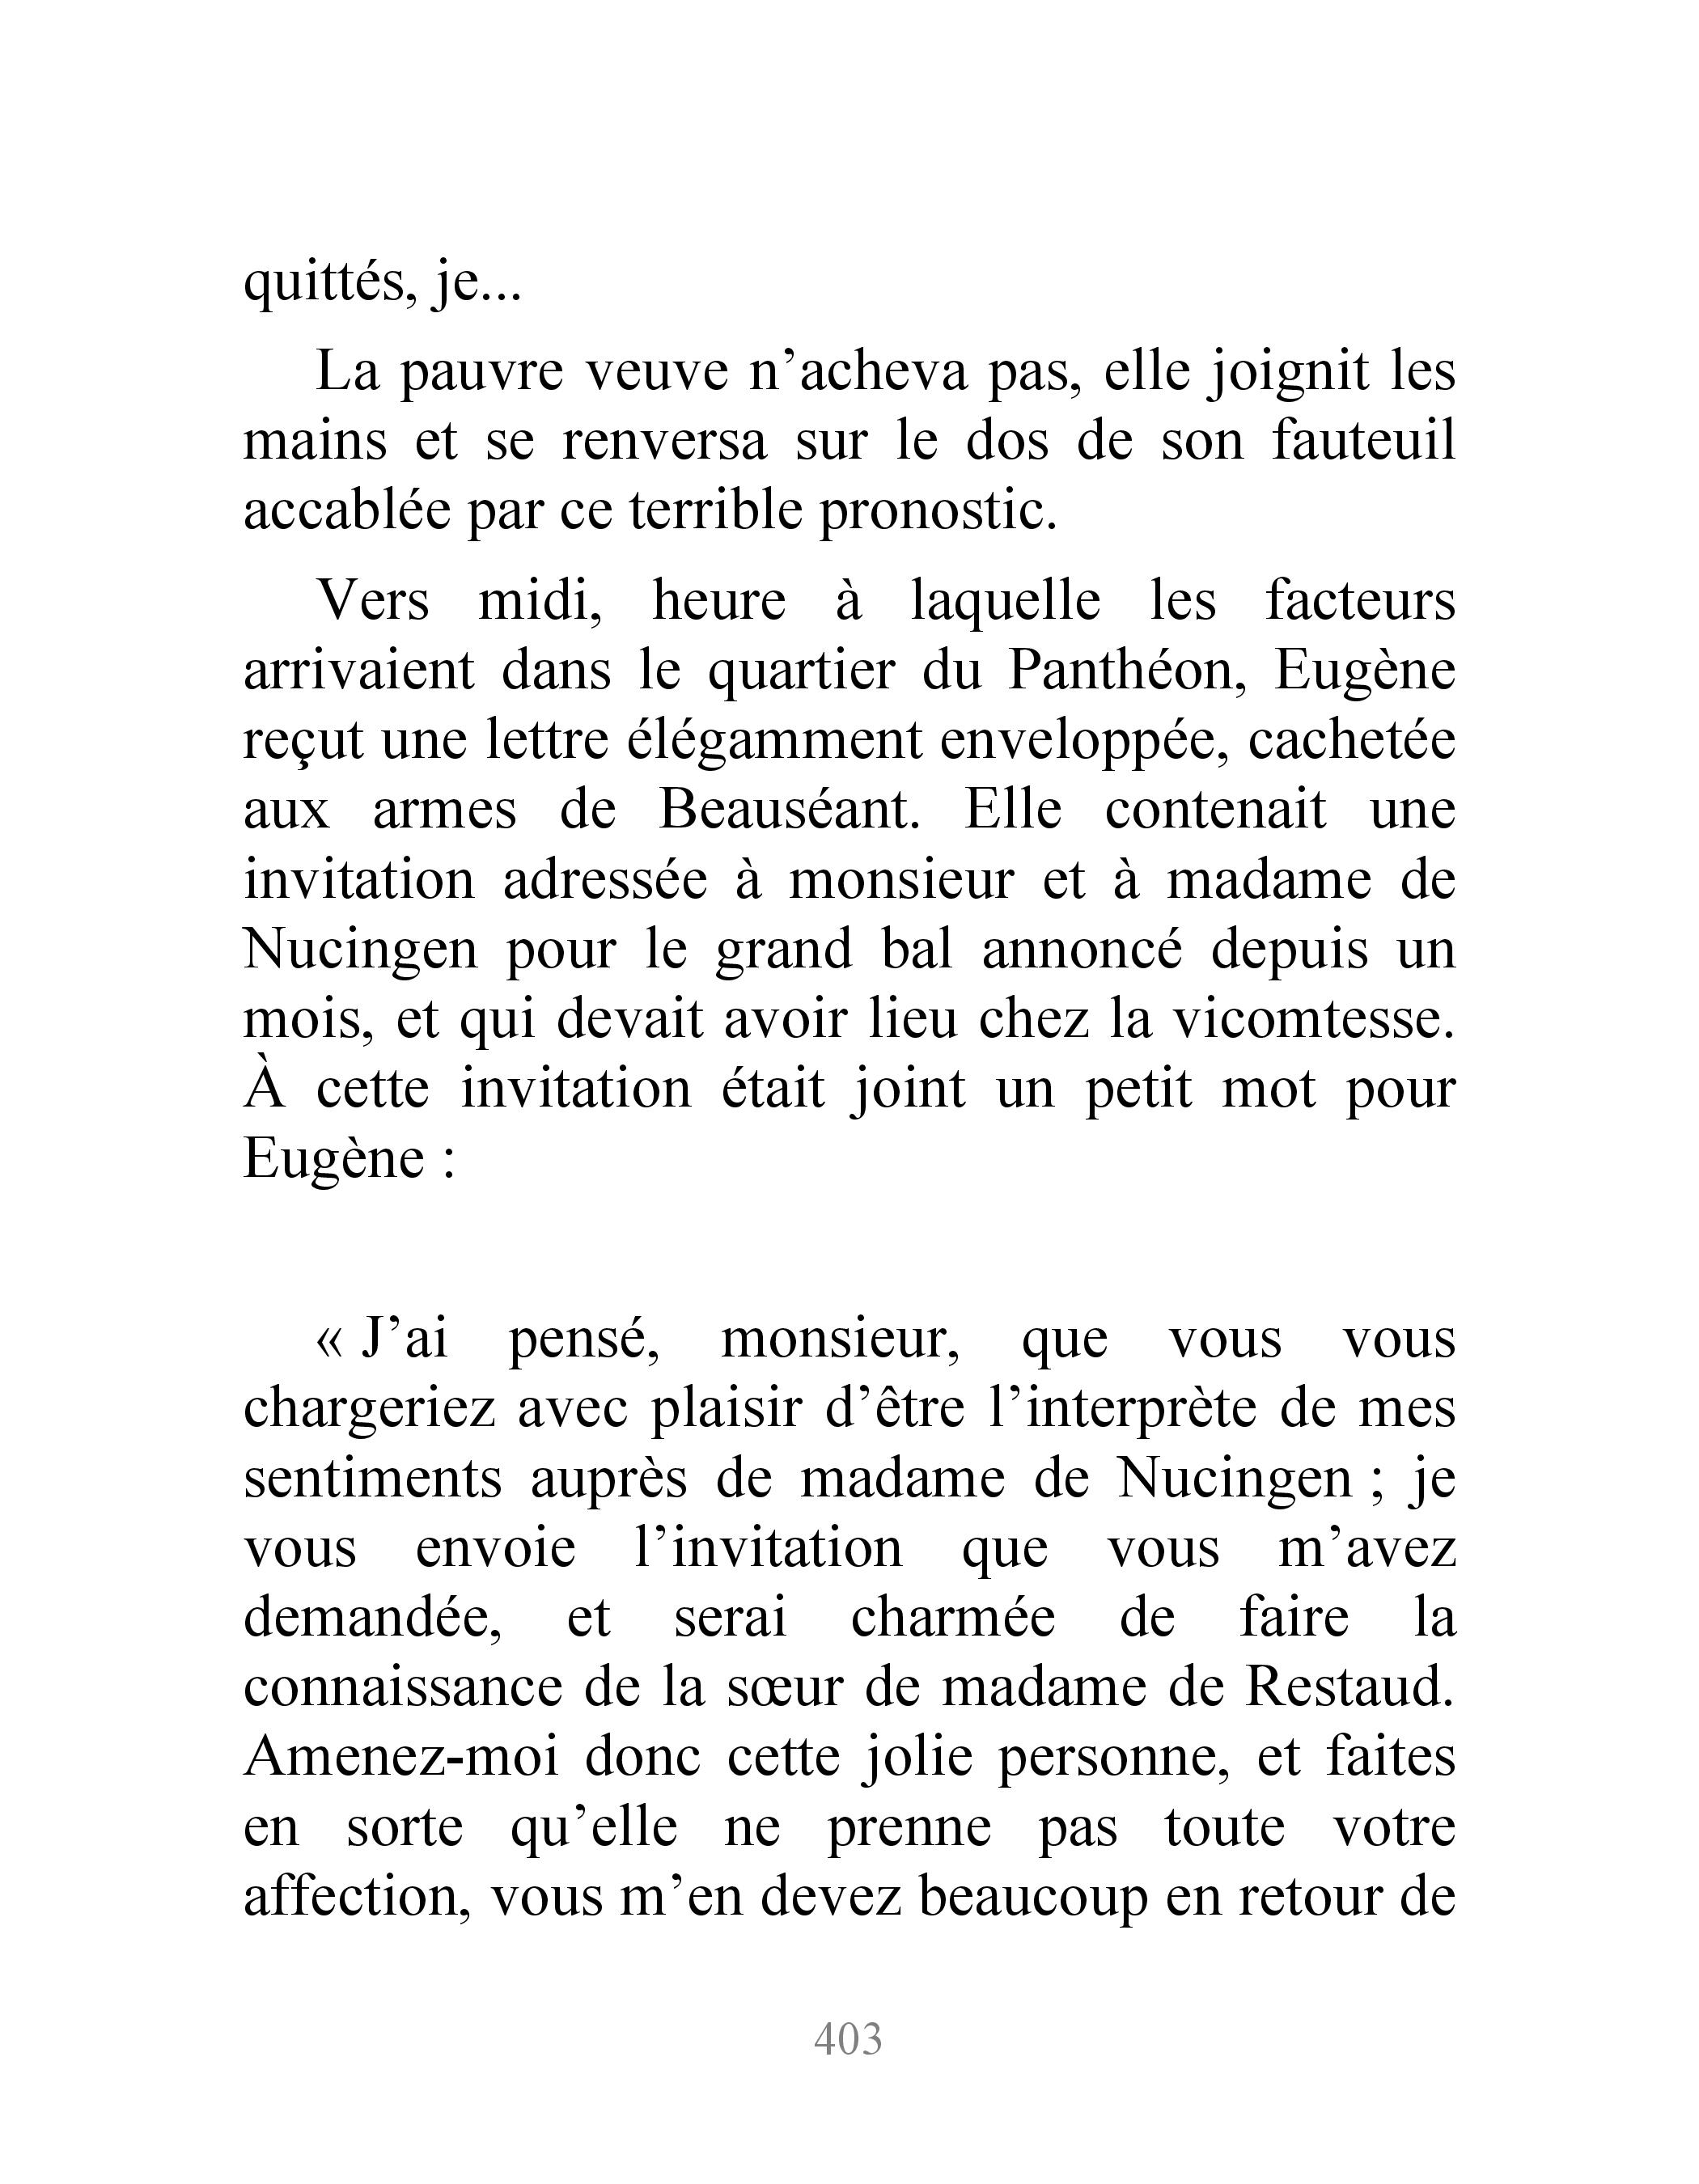 quittés, je...
La pauvre veuve n’acheva pas, elle joignit les
mains et se renversa sur le dos de son fauteuil
accablée par ce terrible pronostic.
Vers midi, heure à laquelle les facteurs
arrivaient dans le quartier du Panthéon, Eugène
reçut une lettre élégamment enveloppée, cachetée
aux armes de Beauséant. Elle contenait une
invitation adressée à monsieur et à madame de
Nucingen pour le grand bal annoncé depuis un
mois, et qui devait avoir lieu chez la vicomtesse.
À cette invitation était joint un petit mot pour
Eugène :
« J’ai pensé, monsieur, que vous vous
chargeriez avec plaisir d’être l’interprète de mes
sentiments auprès de madame de Nucingen ; je
vous envoie l’invitation que vous m’avez
demandée, et serai charmée de faire la
connaissance de la sœur de madame de Restaud.
Amenez-moi donc cette jolie personne, et faites
en sorte qu’elle ne prenne pas toute votre
affection, vous m’en devez beaucoup en retour de
403